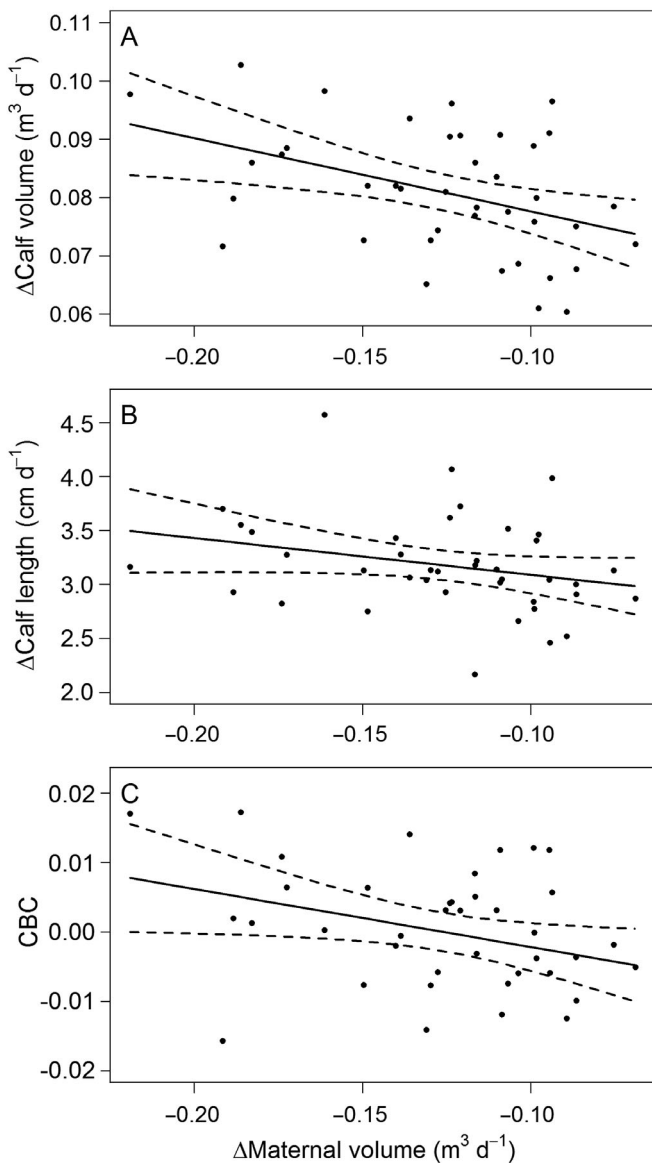 A
ΔCalf volume (m³ d⁻¹)
0.11
0.10
0.09
0.08
0.07
0.06
−0.20 −0.15 −0.10
B
ΔCalf length (cm d⁻¹)
4.5
4.0
3.5
3.0
2.5
2.0
−0.20 −0.15 −0.10
C
CBC
0.02
0.01
0.00
-0.01
-0.02
−0.20 −0.15 −0.10
ΔMaternal volume (m³ d⁻¹)